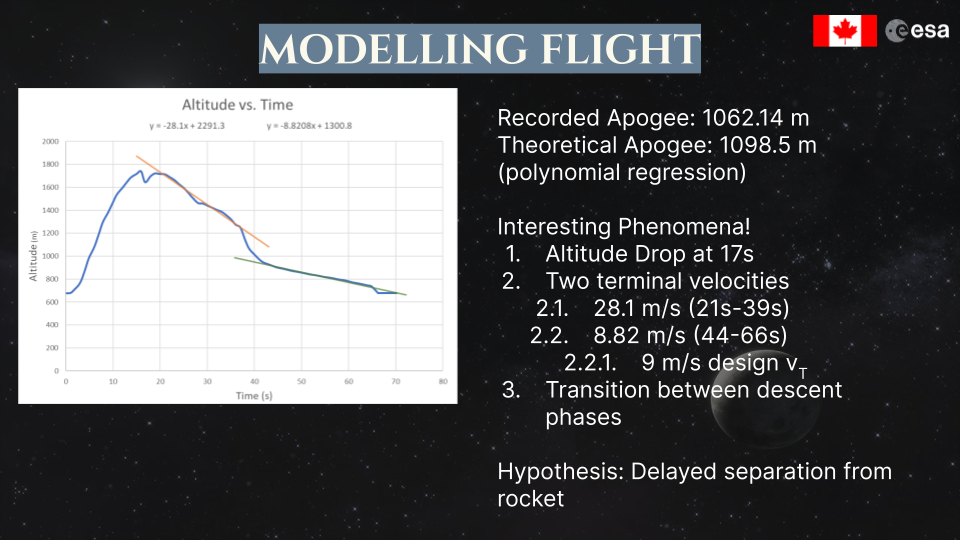 MODELLING FLIGHT
esa
Altitude vs. Time
y = -28.1x + 2291.3 y = -8.8208x + 1300.8
Altitude (m)
2000
1800
1600
1400
1200
1000
800
600
400
200
0
0 10 20 30 40 50 60 70 80
Time (s)
Recorded Apogee: 1062.14 m
Theoretical Apogee: 1098.5 m
(polynomial regression)
Interesting Phenomena!
1. Altitude Drop at 17s
2. Two terminal velocities
2.1. 28.1 m/s (21s-39s)
2.2. 8.82 m/s (44-66s)
2.2.1. 9 m/s design vT
3. Transition between descent
phases
Hypothesis: Delayed separation from
rocket